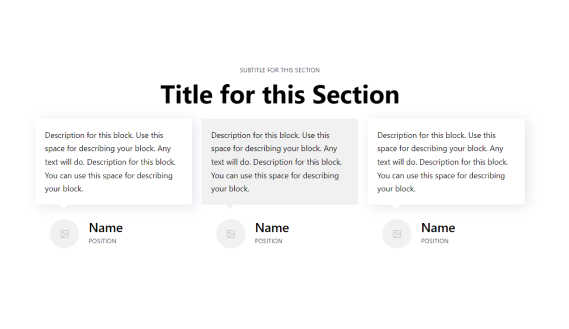 SUBTITLE FOR THIS SECTION
Title for this Section
Description for this block. Use this
space for describing your block. Any
text will do. Description for this block.
You can use this space for describing
your block.
Description for this block. Use this
space for describing your block. Any
text will do. Description for this block.
You can use this space for describing
your block.
Description for this block. Use this
space for describing your block. Any
text will do. Description for this block.
You can use this space for describing
your block.
Name
POSITION
Name
POSITION
Name
POSITION